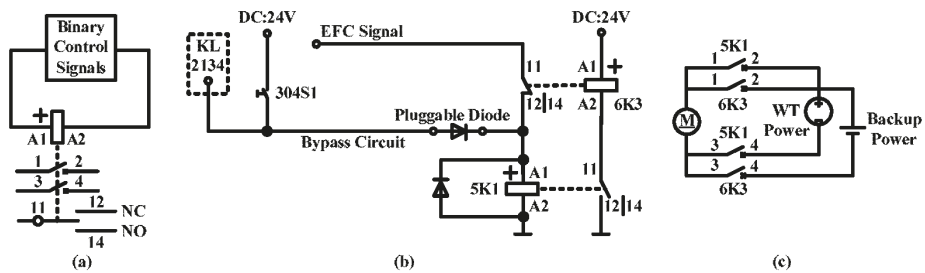 Binary
Control
Signals
+
A1 A2
1 2
3 4
11
12 NC
NO
14
(a)
DC:24V
EFC Signal
DC:24V
KL
2134
304S1
11
A1 +
A2
12|14
6K3
Pluggable Diode
Bypass Circuit
+ A1
5K1
A2
11
12|14
(b)
5K1
1 2
1 2
6K3
M
+
WT
Power
Backup
Power
5K1
3 4
3 4
6K3
(c)